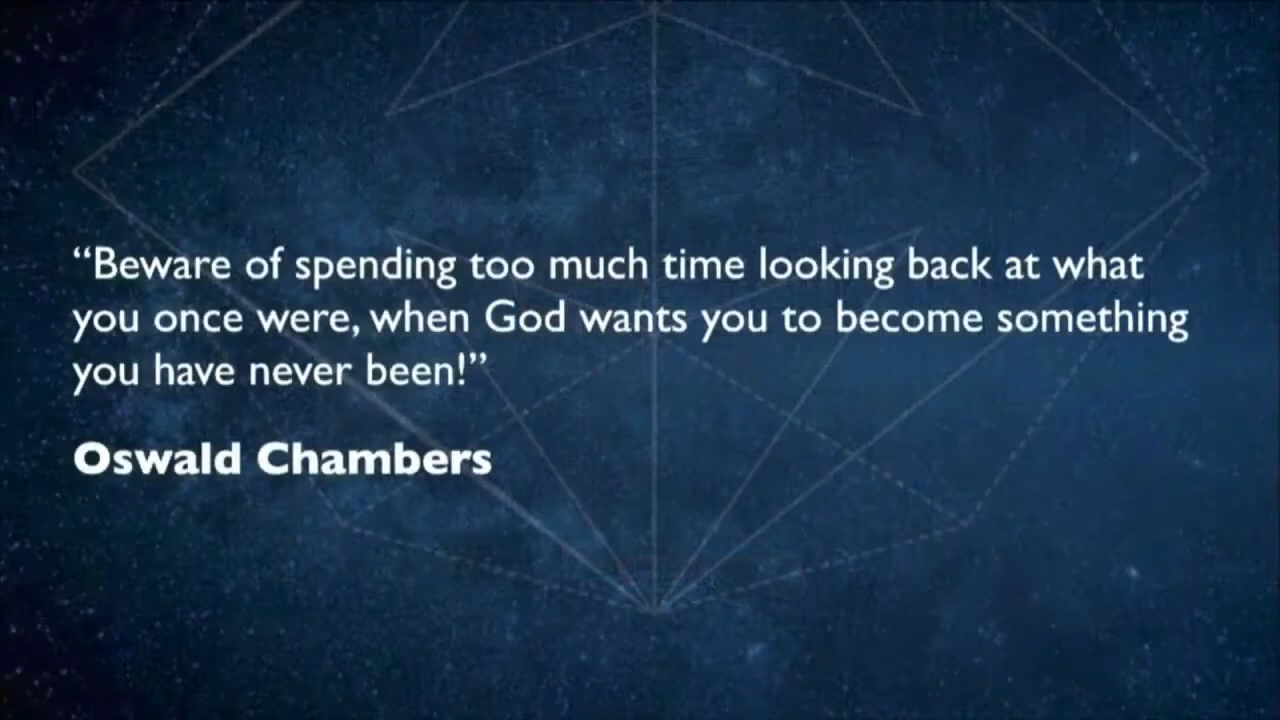 “Beware of spending too much time looking back at what
you once were, when God wants you to become something
you have never been!”
Oswald Chambers